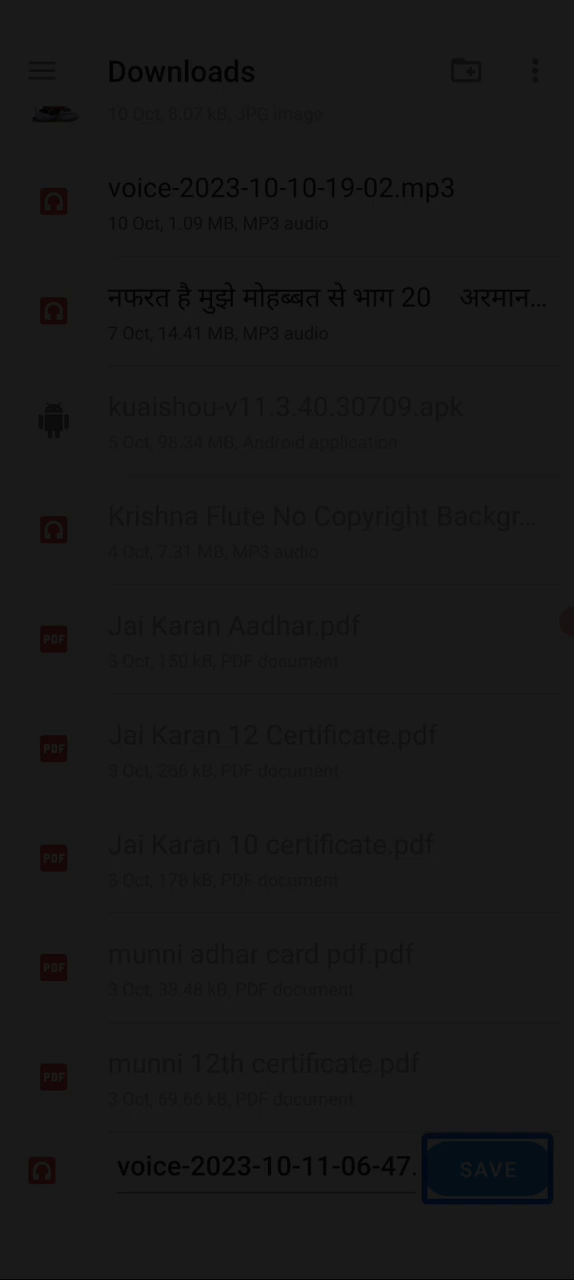 Downloads
10 Oct, 8.07 kB, JPG image
voice-2023-10-10-19-02.mp3
10 Oct, 1.09 MB, MP3 audio
नफरत है मुझे मोहब्बत से भाग 20 अरमान...
7 Oct, 14.41 MB, MP3 audio
kuaishou-v11.3.40.30709.apk
5 Oct, 98.34 MB, Android application
Krishna Flute No Copyright Backgr...
4 Oct, 7.31 MB, MP3 audio
Jai Karan Aadhar.pdf
3 Oct, 180 kB, PDF document
PDF
Jai Karan 12 Certificate.pdf
3 Oct, 266 kB, PDF document
PDF
Jai Karan 10 certificate.pdf
3 Oct, 176 kB, PDF document
PDF
munni adhar card pdf.pdf
3 Oct, 33.48 kB, PDF document
PDF
munni 12th certificate.pdf
3 Oct, 69.66 kB, PDF document
PDF
voice-2023-10-11-06-47.
SAVE